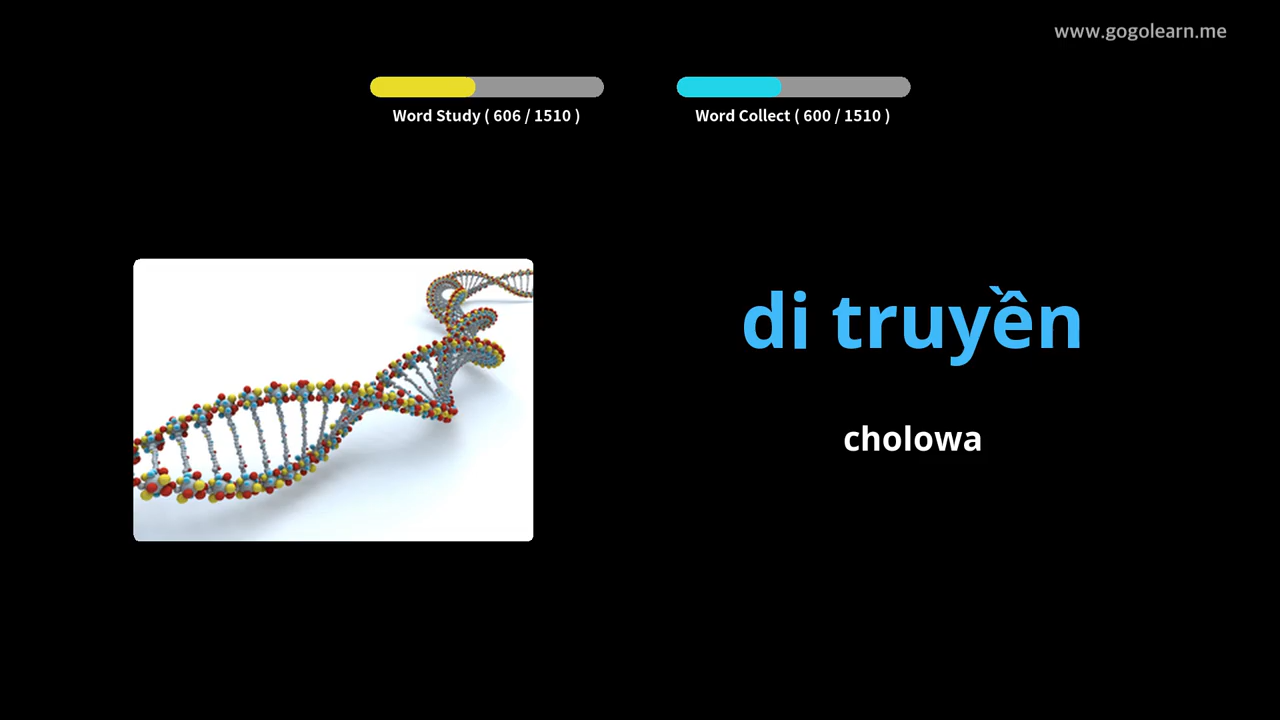 www.gogolearn.me
Word Study ( 606 / 1510 )
Word Collect ( 600 / 1510 )
di truyền
cholowa